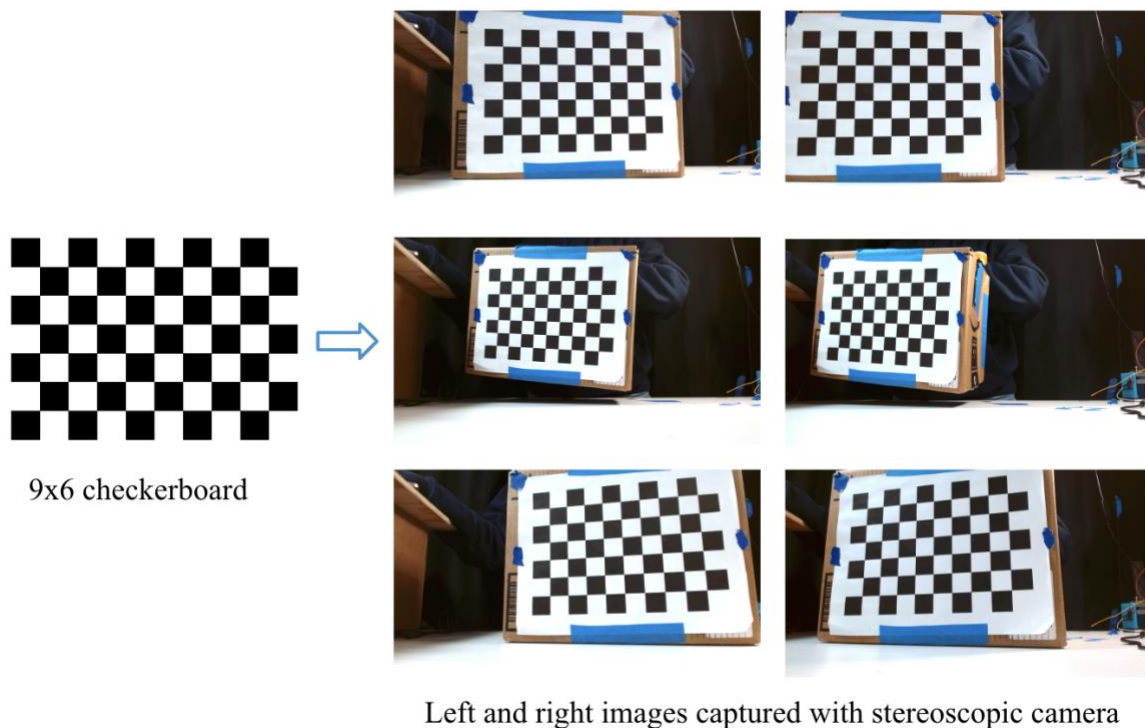 9x6 checkerboard
Left and right images captured with stereoscopic camera